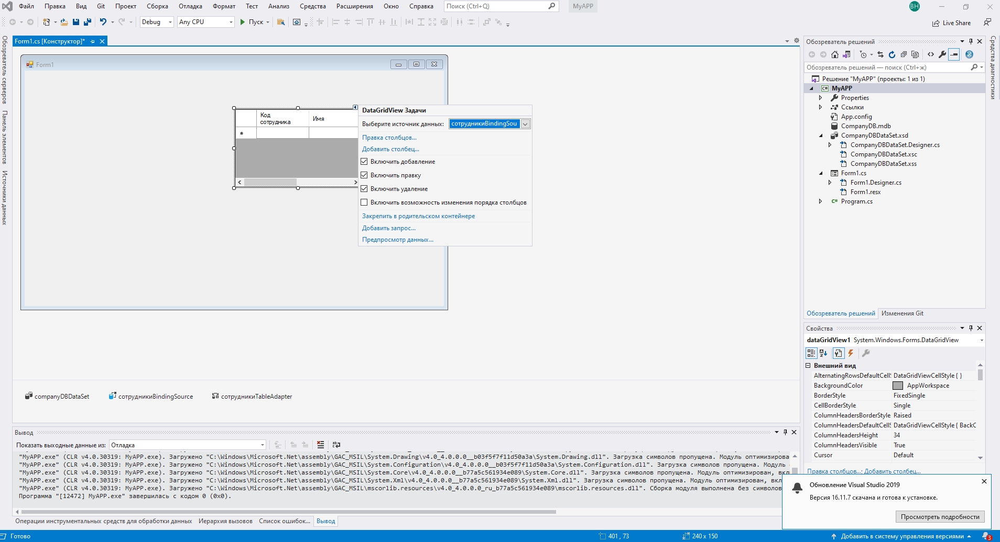 Файл Правка Вид Git Проект Сборка Отладка Формат Тест Анализ Средства Расширения Окно Справка Поиск (Ctrl+Q) MyAPP ВН
Debug Any CPU Пуск Live Share
Обозреватель серверов
Панель элементов
Источники данных
Form1.cs [Конструктор]*
Form1
Код сотрудника Имя
DataGridView Задачи
Выберите источник данных: сотрудникиBindingSou
Правка столбцов...
Добавить столбец...
Включить добавление
Включить правку
Включить удаление
Включить возможность изменения порядка столбцов
Закрепить в родительском контейнере
Добавить запрос...
Предпросмотр данных...
companyDBDataSet сотрудникиBindingSource сотрудникиTableAdapter
Вывод
Показать выходные данные из: Отладка
"MyAPP.exe" (CLR v4.0.30319: MyAPP.exe). Загружено "C:\Windows\Microsoft.Net\assembly\GAC_MSIL\System.Drawing\v4.0_4.0.0.0__b03f5f7f11d50a3a\System.Drawing.dll". Загрузка символов пропущена. Модуль оптимизирова
"MyAPP.exe" (CLR v4.0.30319: MyAPP.exe). Загружено "C:\Windows\Microsoft.Net\assembly\GAC_MSIL\System.Configuration\v4.0_4.0.0.0__b03f5f7f11d50a3a\System.Configuration.dll". Загрузка символов пропущена. Модуль
"MyAPP.exe" (CLR v4.0.30319: MyAPP.exe). Загружено "C:\Windows\Microsoft.Net\assembly\GAC_MSIL\System.Core\v4.0_4.0.0.0__b77a5c561934e089\System.Core.dll". Загрузка символов пропущена. Модуль оптимизирован, вкл
"MyAPP.exe" (CLR v4.0.30319: MyAPP.exe). Загружено "C:\Windows\Microsoft.Net\assembly\GAC_MSIL\System.Xml\v4.0_4.0.0.0__b77a5c561934e089\System.Xml.dll". Загрузка символов пропущена. Модуль оптимизирован, вкл
"MyAPP.exe" (CLR v4.0.30319: MyAPP.exe). Загружено "C:\Windows\Microsoft.Net\assembly\GAC_MSIL\mscorlib.resources\v4.0_4.0.0.0_ru_b77a5c561934e089\mscorlib.resources.dll". Сборка модуля выполнена без символов
Программа "[12472] MyAPP.exe" завершилась с кодом 0 (0x0).
Операции инструментальных средств для обработки данных Иерархия вызовов Список ошибок... Вывод
Обозреватель решений
Обозреватель решений — поиск (Ctrl+ж)
Решение "MyAPP" (проекты: 1 из 1)
C# MyAPP
Properties
Ссылки
App.config
CompanyDB.mdb
CompanyDBDataSet.xsd
CompanyDBDataSet.Designer.cs
CompanyDBDataSet.xsc
CompanyDBDataSet.xss
Form1.cs
Form1.Designer.cs
Form1.resx
C# Program.cs
Обозреватель решений Изменения Git
Средства диагностики
Свойства
dataGridView1 System.Windows.Forms.DataGridView
Внешний вид
AlternatingRowsDefaultCellS DataGridViewCellStyle { }
BackgroundColor AppWorkspace
BorderStyle FixedSingle
CellBorderStyle Single
ColumnHeadersBorderStyle Raised
ColumnHeadersDefaultCellS DataGridViewCellStyle { BackC
ColumnHeadersHeight 34
ColumnHeadersVisible True
Cursor Default
Правка столбцов..., Добавить столбец...
Обновление Visual Studio 2019
Версия 16.11.7 скачана и готова к установке.
Просмотреть подробности
Готово 401 , 73 240 x 150 Добавить в систему управления версиями 3